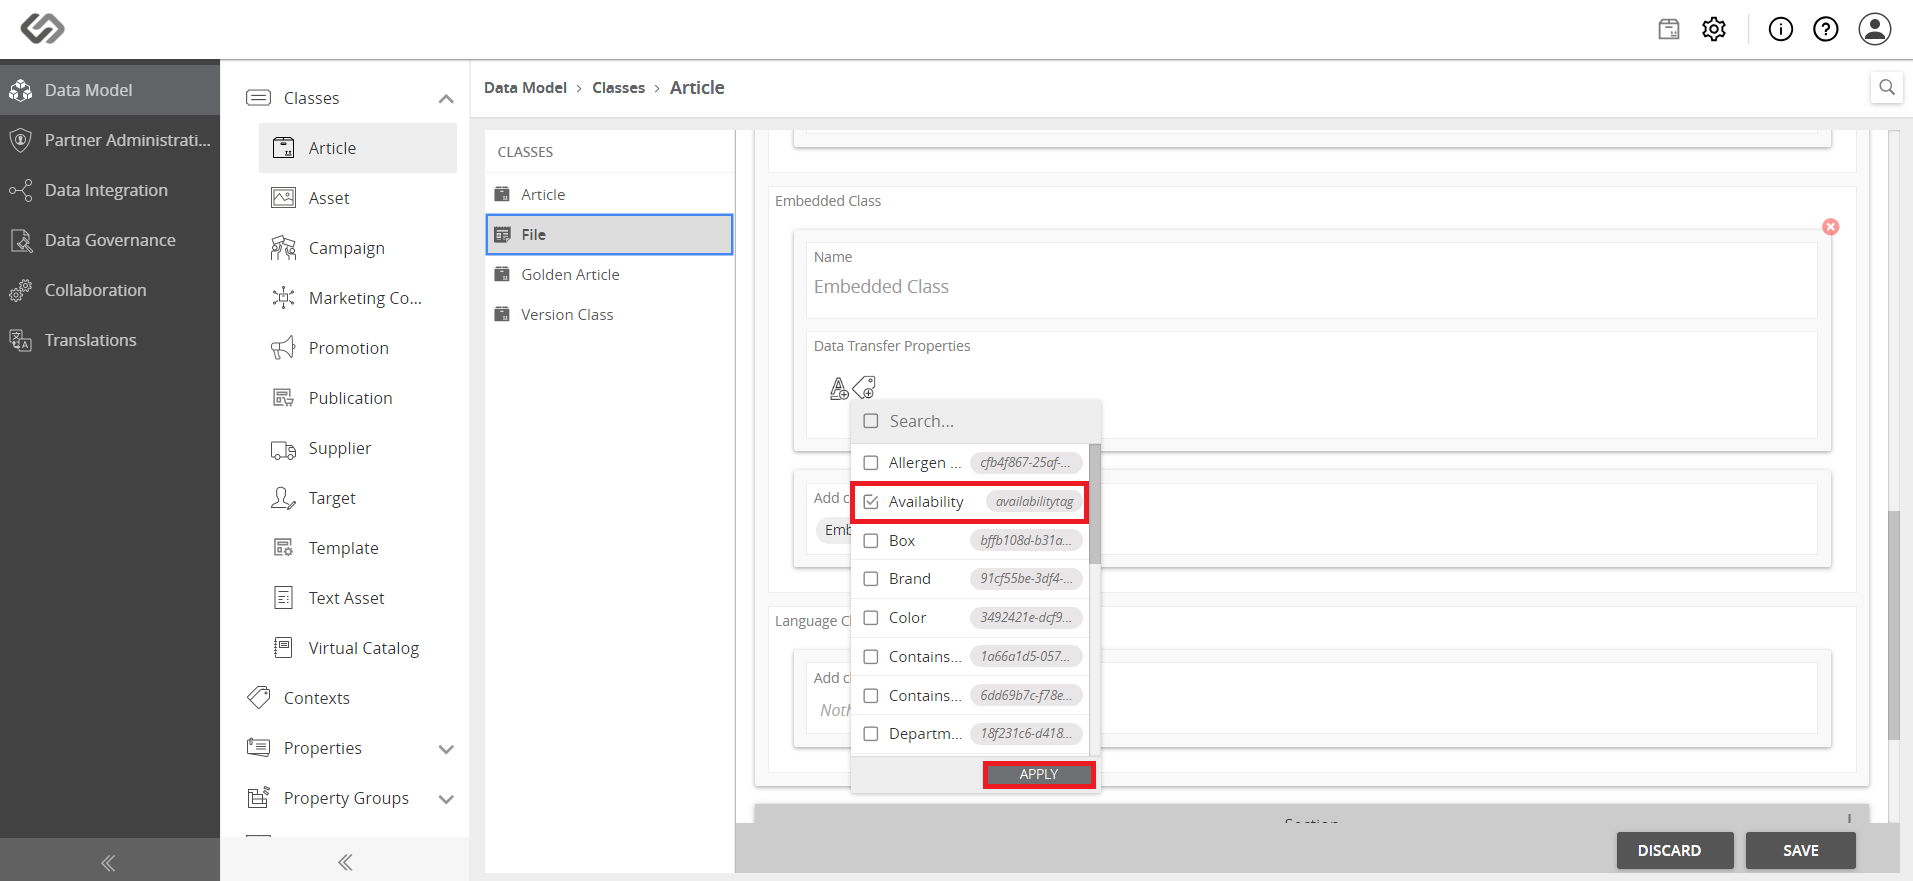 Data Model
Partner Administrati...
Data Integration
Data Governance
Collaboration
Translations
Classes
Article
Asset
Campaign
Marketing Co...
Promotion
Publication
Supplier
Target
Template
Text Asset
Virtual Catalog
Contexts
Properties
Property Groups
Data Model > Classes > Article
CLASSES
Article
File
Golden Article
Version Class
Embedded Class
Name
Embedded Class
Data Transfer Properties
Search...
Allergen ... cfb4f867-25af-...
Availability availabilitytag
Box bffb108d-b31a...
Brand 91cf55be-3df4-...
Color 3492421e-dcf9...
Contains... 1a66a1d5-057...
Contains... 6dd69b7c-f78e...
Departm... 18f231c6-d418...
APPLY
Add c
Emb
Language C
Add c
Noth
Section
DISCARD
SAVE